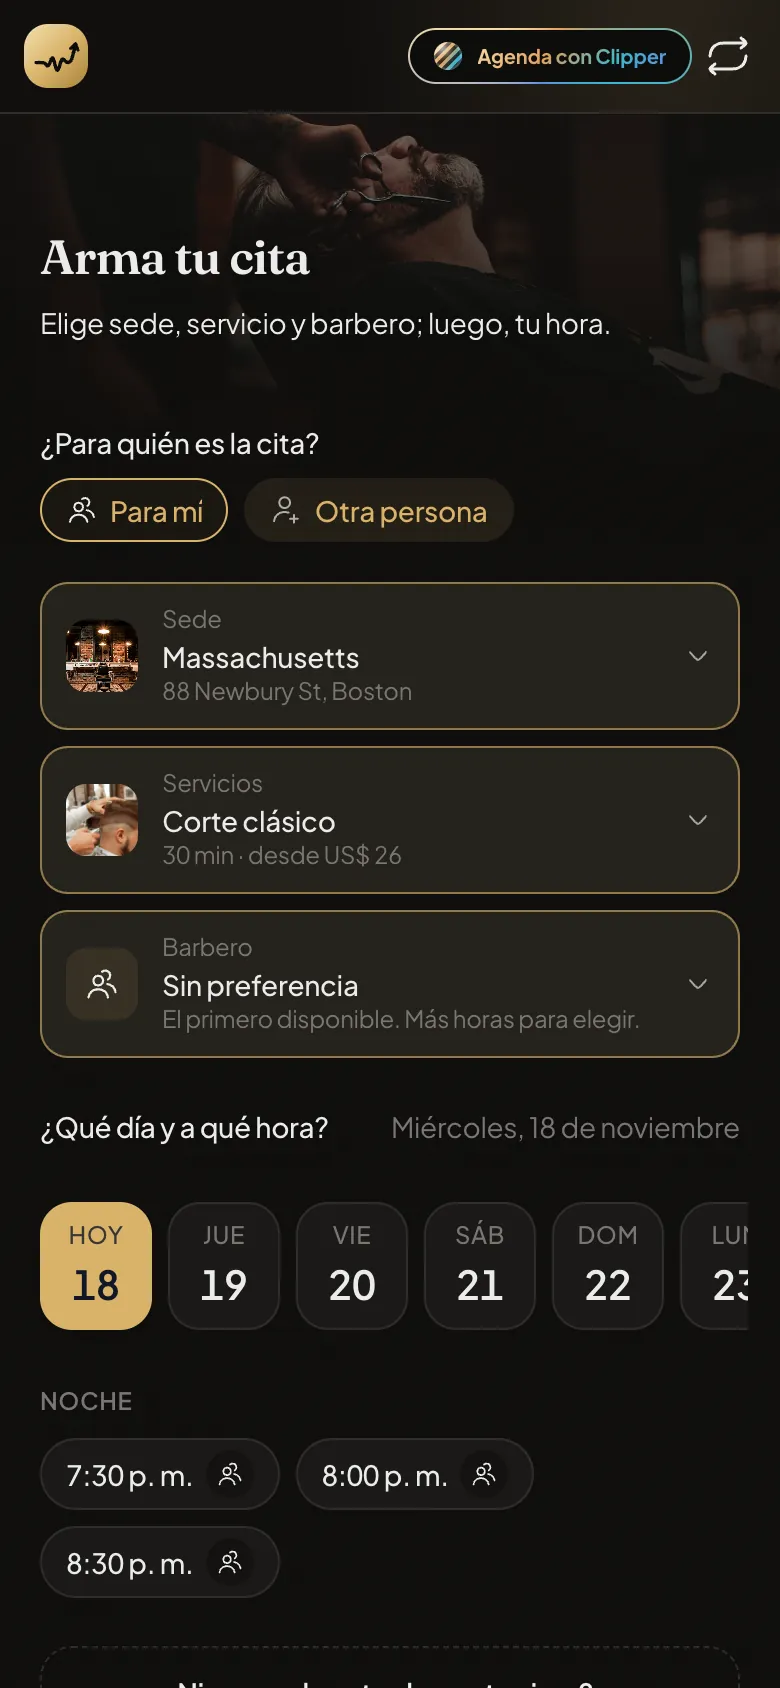 Agenda con Clipper
Arma tu cita
Elige sede, servicio y barbero; luego, tu hora.
¿Para quién es la cita?
Para mí
Otra persona
Sede
Massachusetts
88 Newbury St, Boston
Servicios
Corte clásico
30 min · desde US$ 26
Barbero
Sin preferencia
El primero disponible. Más horas para elegir.
¿Qué día y a qué hora?
Miércoles, 18 de noviembre
HOY
18
JUE
19
VIE
20
SÁB
21
DOM
22
LUN
23
NOCHE
7:30 p. m.
8:00 p. m.
8:30 p. m.